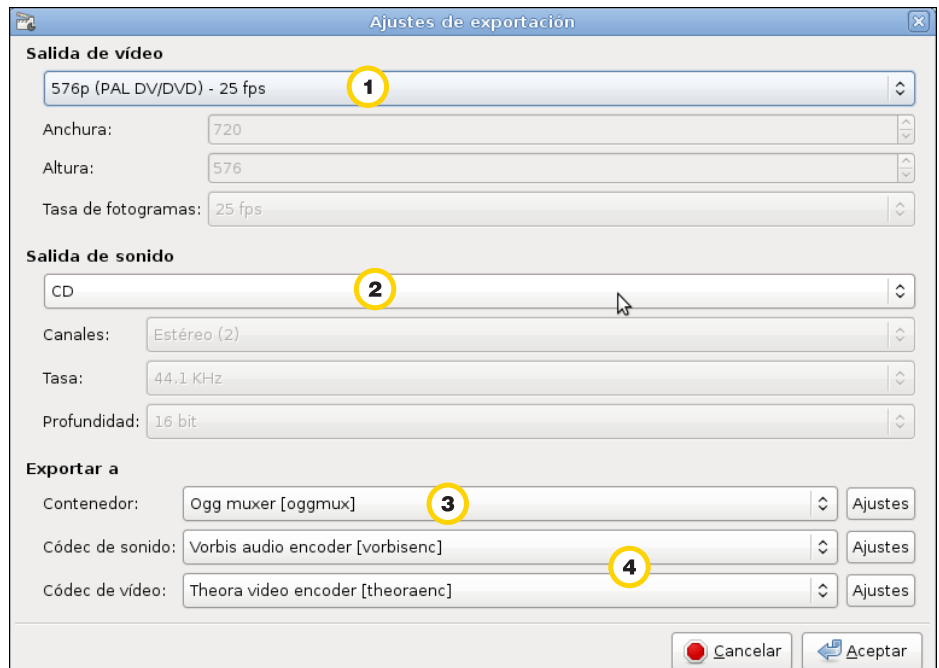 Ajustes de exportación
Salida de vídeo
576p (PAL DV/DVD) - 25 fps 1
Anchura: 720
Altura: 576
Tasa de fotogramas: 25 fps
Salida de sonido
CD 2
Canales: Estéreo (2)
Tasa: 44.1 KHz
Profundidad: 16 bit
Exportar a
Contenedor: Ogg muxer [oggmux] 3 Ajustes
Códec de sonido: Vorbis audio encoder [vorbisenc] Ajustes
4
Códec de vídeo: Theora video encoder [theoraenc] Ajustes
Cancelar Aceptar